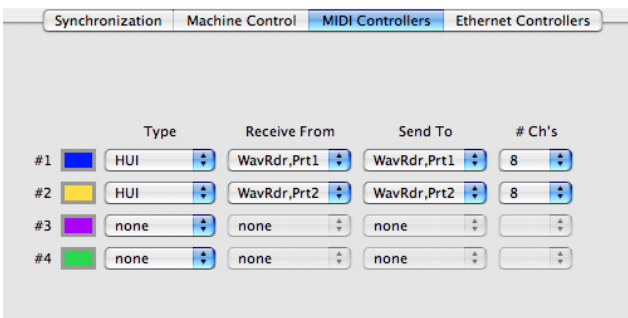 Synchronization Machine Control MIDI Controllers Ethernet Controllers
Type Receive From Send To # Ch's
#1 HUI WavRdr,Prt1 WavRdr,Prt1 8
#2 HUI WavRdr,Prt2 WavRdr,Prt2 8
#3 none none none
#4 none none none